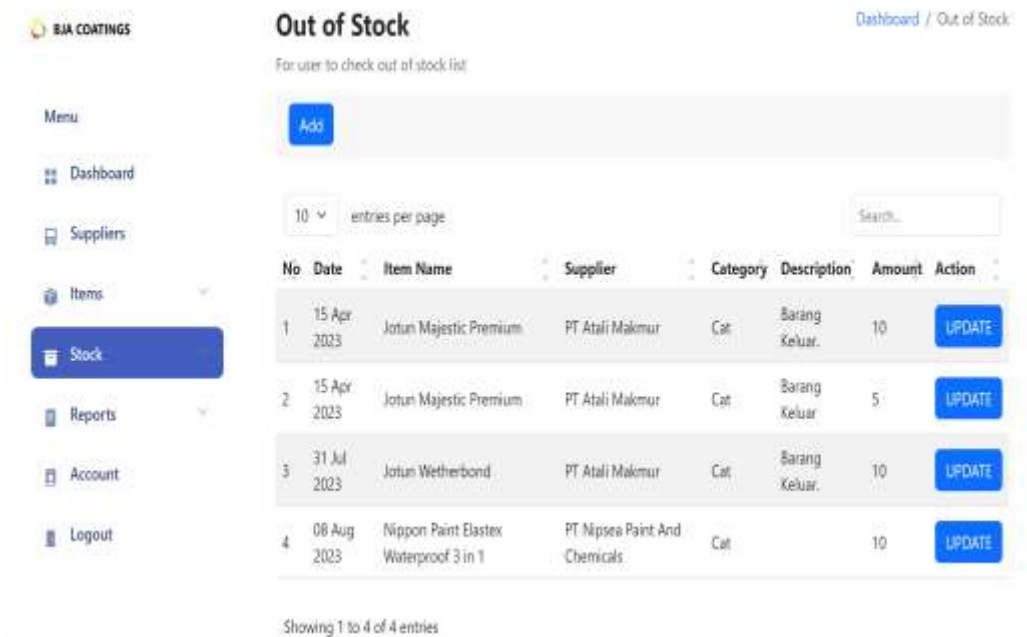 BJA COATINGS
Menu
Dashboard
Suppliers
Items
Stock
Reports
Account
Logout
Out of Stock
Dashboard / Out of Stock
For user to check out of stock list
Add
10 entries per page
Search..
No Date Item Name Supplier Category Description Amount Action
1 15 Apr 2023 Jotun Majestic Premium PT Atali Makmur Cat Barang Keluar. 10 UPDATE
2 15 Apr 2023 Jotun Majestic Premium PT Atali Makmur Cat Barang Keluar 5 UPDATE
3 31 Jul 2023 Jotun Wetherbond PT Atali Makmur Cat Barang Keluar. 10 UPDATE
4 08 Aug 2023 Nippon Paint Elastex Waterproof 3 in 1 PT Nipsea Paint And Chemicals Cat 10 UPDATE
Showing 1 to 4 of 4 entries